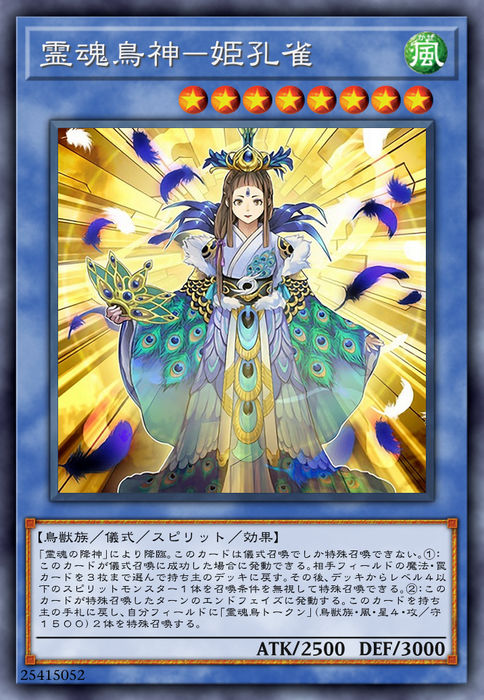 霊魂鳥神－姫孔雀
かぜ
風
【鳥獣族／儀式／スピリット／効果】
「霊魂の降神」により降臨。このカードは儀式召喚でしか特殊召喚できない。①：
このカードが儀式召喚に成功した場合に発動できる。相手フィールドの魔法・罠
カードを３枚まで選んで持ち主のデッキに戻す。その後、デッキからレベル４以
下のスピリットモンスター１体を召喚条件を無視して特殊召喚できる。②：こ
のカードが特殊召喚したターンのエンドフェイズに発動する。このカードを持ち
主の手札に戻し、自分フィールドに「霊魂鳥トークン」（鳥獣族・風・星４・攻／守
１５００）２体を特殊召喚する。
ATK/2500 DEF/3000
25415052